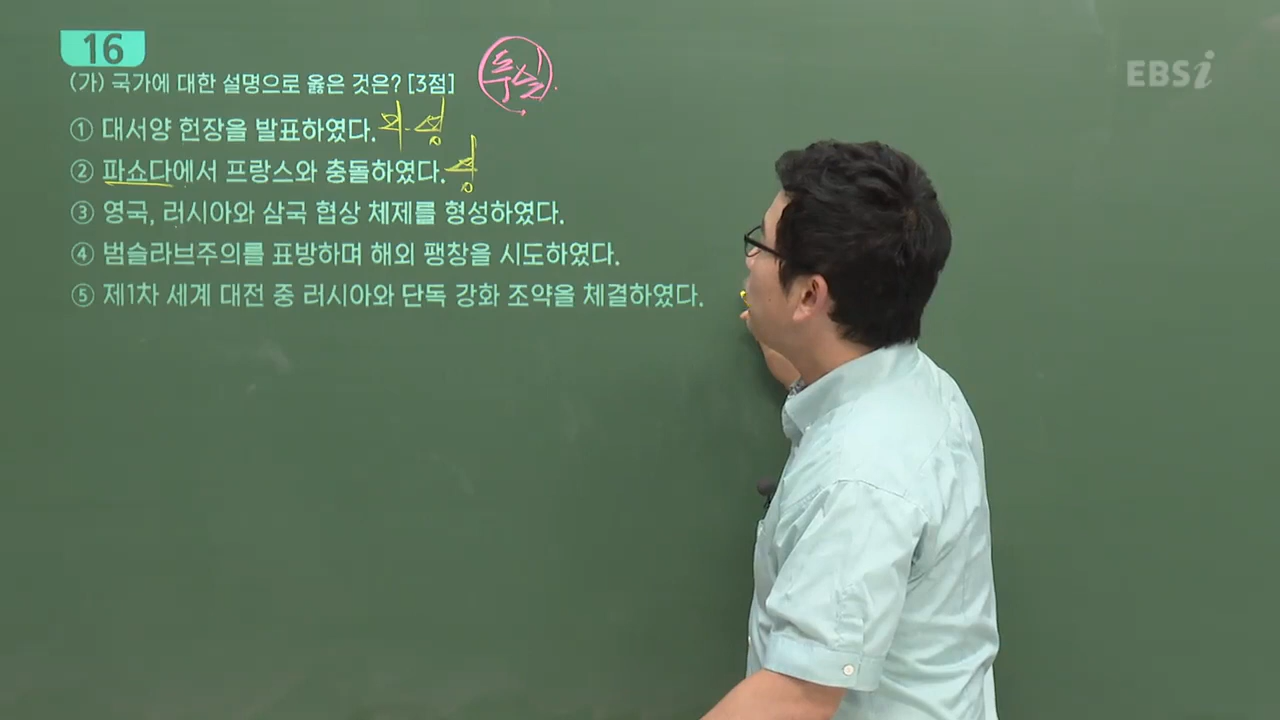 16
(가) 국가에 대한 설명으로 옳은 것은? [3점]
① 대서양 헌장을 발표하였다.
② 파쇼다에서 프랑스와 충돌하였다.
③ 영국, 러시아와 삼국 협상 체제를 형성하였다.
④ 범슬라브주의를 표방하며 해외 팽창을 시도하였다.
⑤ 제1차 세계 대전 중 러시아와 단독 강화 조약을 체결하였다.
EBSi